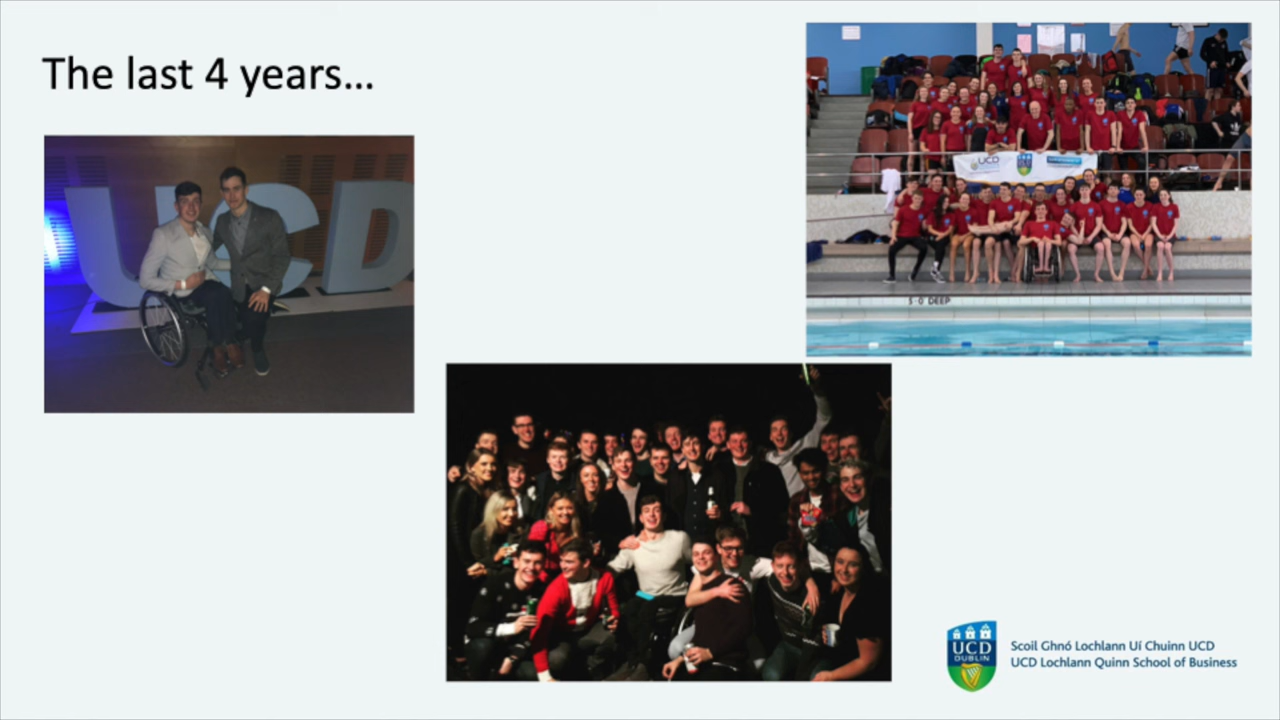 The last 4 years...
UCD
UCD
5'0" DEEP
UCD
DUBLIN
Scoil Ghnó Lochlann Uí Chuinn UCD
UCD Lochlann Quinn School of Business